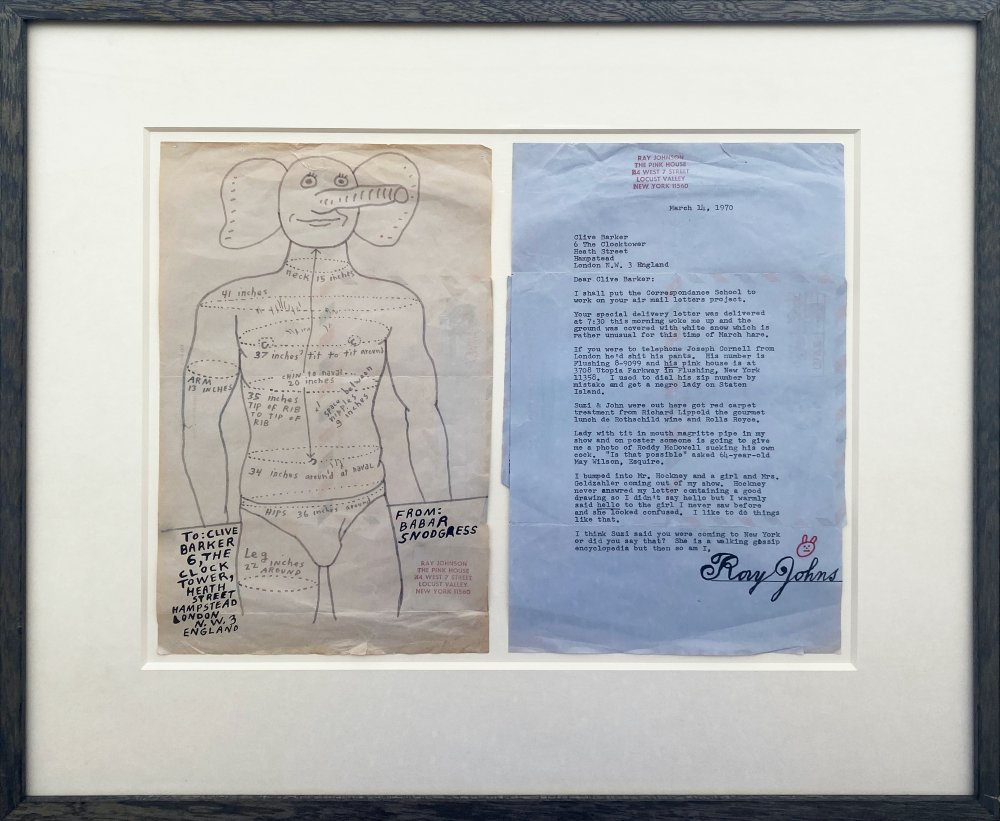 neck 15 inches
41 inches
37 inches tit to tit around
CHIN to naval
20 inches
ARM
13 INCHES
35 inches
TIP OF RIB
TO TIP OF
RIB
space between
nipples
9 inches
34 inches around at naval
Hips 36 inches around
Leg
22 INCHES
AROUND
TO: CLIVE
BARKER
6, THE
CLOCK
TOWER,
HEATH
STREET
HAMPSTEAD
LONDON
N.W.3
ENGLAND
FROM:
BABAR
SNODGRESS
RAY JOHNSON
THE PINK HOUSE
44 WEST 7 STREET
LOCUST VALLEY
NEW YORK 11560
RAY JOHNSON
THE PINK HOUSE
44 WEST 7 STREET
LOCUST VALLEY
NEW YORK 11560
March 14, 1970
Clive Barker
6 The Clocktower
Heath Street
Hampstead
London N.W. 3 England
Dear Clive Barker:
I shall put the Correspondance School to
work on your air mail letters project.
Your special delivery letter was delivered
at 7:30 this morning woke me up and the
ground was covered with white snow which is
rather unusual for this time of March hare.
If you were to telephone Joseph Cornell from
London he'd shit his pants. His number is
Flushing 8-9099 and his pink house is at
3708 Utopia Parkway in Flushing, New York
11358. I used to dial his zip number by
mistake and get a negro lady on Staten
Island.
Suzi & John were out here got red carpet
treatment from Richard Lippold the gourmet
lunch de Rothschild wine and Rolls Royce.
Lady with tit in mouth magritte pipe in my
show and on poster someone is going to give
me a photo of Roddy McDowell sucking his own
cock. "Is that possible" asked 64-year-old
May Wilson, Esquire.
I bumped into Mr. Hockney and a girl and Mrs.
Geldzahler coming out of my show. Hockney
never answred my letter containing a good
drawing so I didn't say hello but I warmly
said hello to the girl I never saw before
and she looked confused. I like to do things
like that.
I think Suzi said you were coming to New York
or did you say that? She is a walking gossip
encyclopedia but then so am I,
Ray Johns